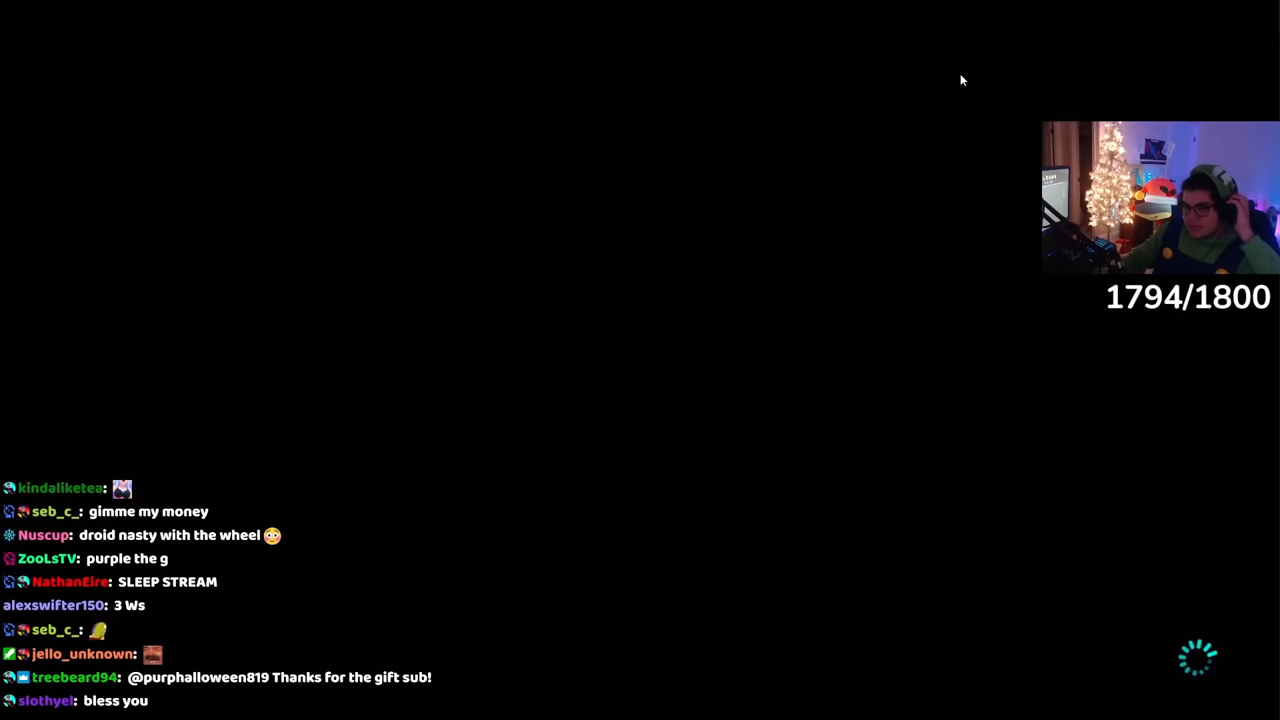 1794/1800
kindaliketea:
seb_c_: gimme my money
Nuscup: droid nasty with the wheel 😳
ZooLsTV: purple the g
NathanEire: SLEEP STREAM
alexswifter150: 3 Ws
seb_c_:
jello_unknown:
treebeard94: @purphalloween819 Thanks for the gift sub!
slothyel: bless you